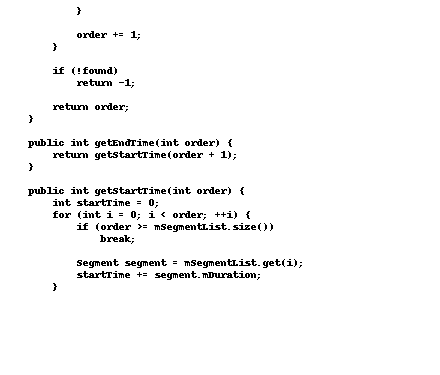 }
order += 1;
}
if (!found)
return -1;
return order;
}
public int getEndTime(int order) {
return getStartTime(order + 1);
}
public int getStartTime(int order) {
int startTime = 0;
for (int i = 0; i < order; ++i) {
if (order >= mSegmentList.size())
break;
Segment segment = mSegmentList.get(i);
startTime += segment.mDuration;
}